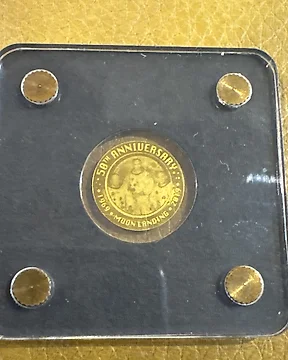 50TH ANNIVERSARY
1969 • MOON LANDING • 2019